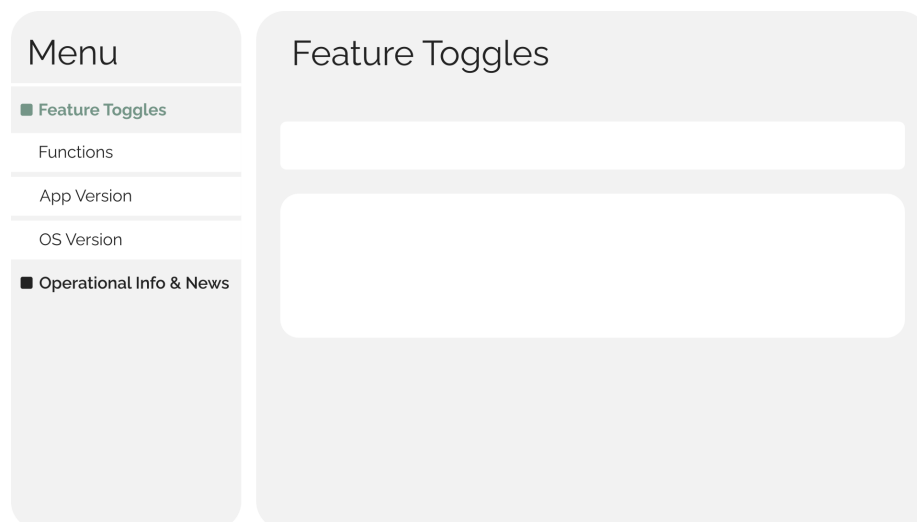 Menu
Feature Toggles
Functions
App Version
OS Version
Operational Info & News
Feature Toggles